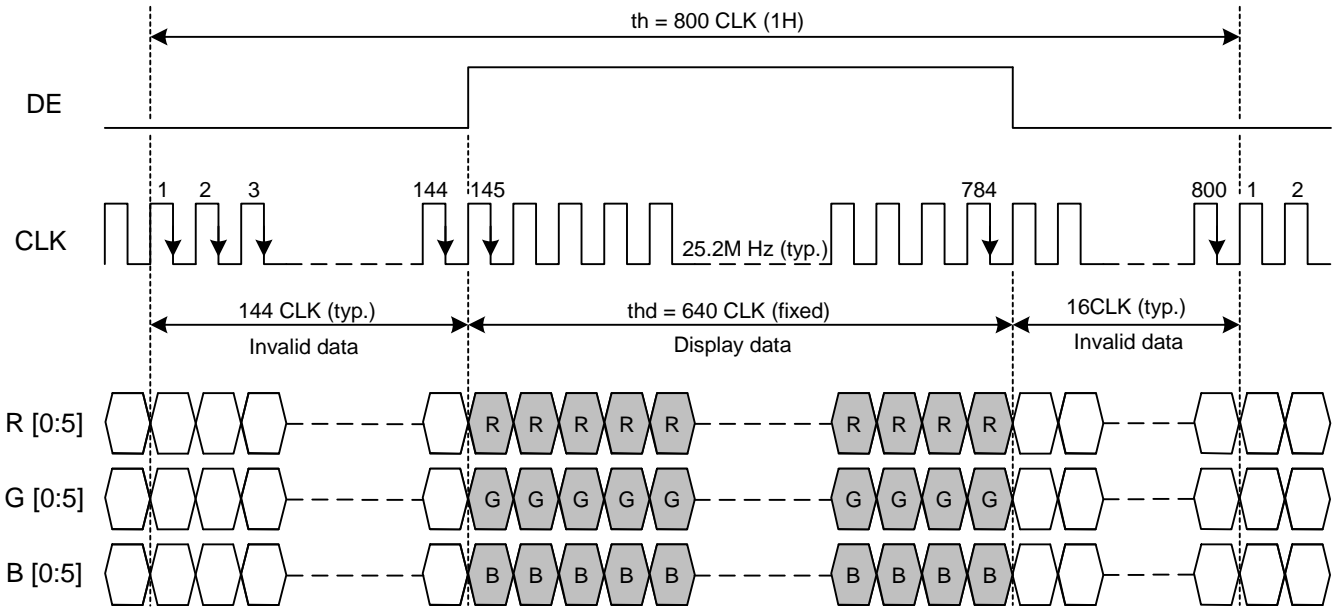 th = 800 CLK (1H)
DE
1 2 3 144 145 784 800 1 2
CLK
25.2M Hz (typ.)
144 CLK (typ.) thd = 640 CLK (fixed) 16CLK (typ.)
Invalid data Display data Invalid data
R [0:5] R R R R R R R R R
G [0:5] G G G G G G G G G
B [0:5] B B B B B B B B B